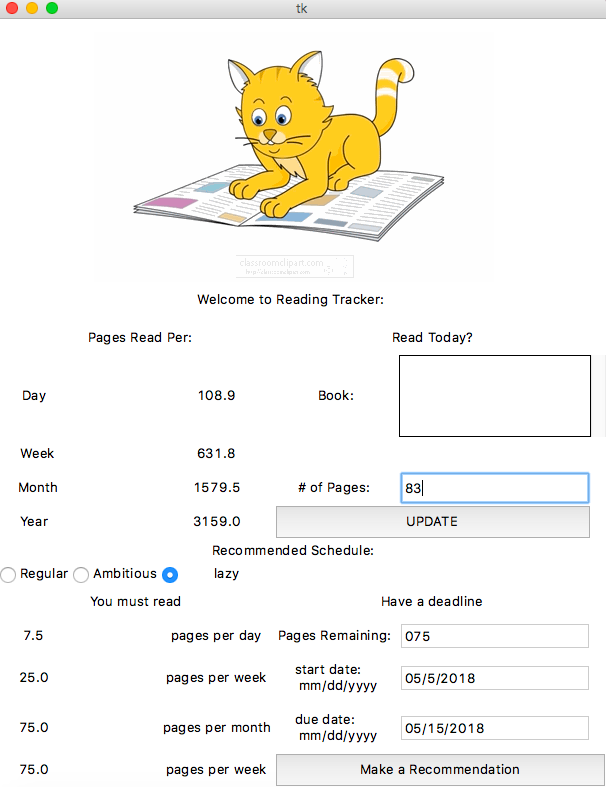 tk
classroomclipart.com
http://classroomclipart.com
Welcome to Reading Tracker:
Pages Read Per: Read Today?
Day 108.9 Book:
Week 631.8
Month 1579.5 # of Pages: 83
Year 3159.0 UPDATE
Recommended Schedule:
Regular Ambitious lazy
You must read Have a deadline
7.5 pages per day Pages Remaining: 075
25.0 pages per week start date:
mm/dd/yyyy 05/5/2018
75.0 pages per month due date:
mm/dd/yyyy 05/15/2018
75.0 pages per week Make a Recommendation